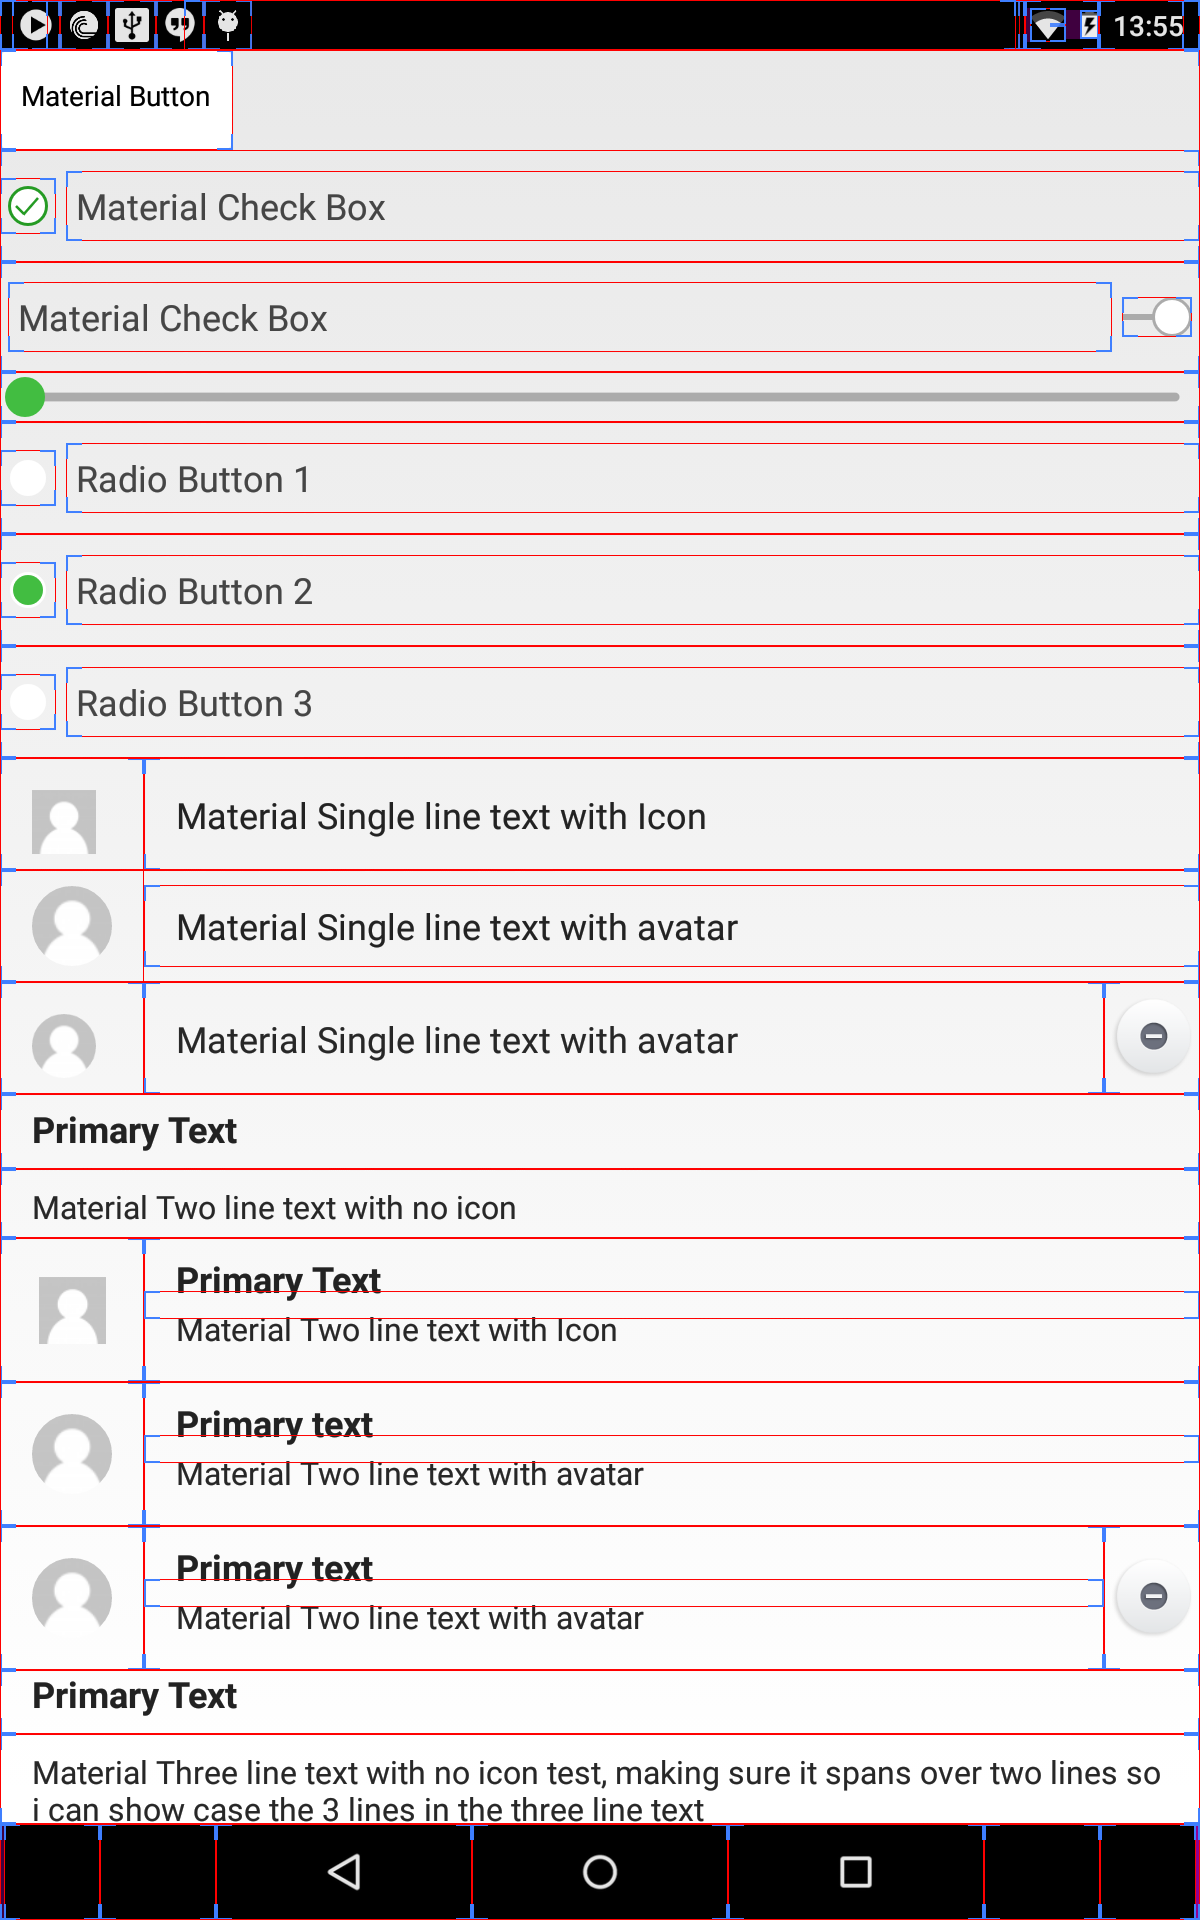 13:55
Material Button
Material Check Box
Material Check Box
Radio Button 1
Radio Button 2
Radio Button 3
Material Single line text with Icon
Material Single line text with avatar
Material Single line text with avatar
Primary Text
Material Two line text with no icon
Primary Text
Material Two line text with Icon
Primary text
Material Two line text with avatar
Primary text
Material Two line text with avatar
Primary Text
Material Three line text with no icon test, making sure it spans over two lines so
i can show case the 3 lines in the three line text